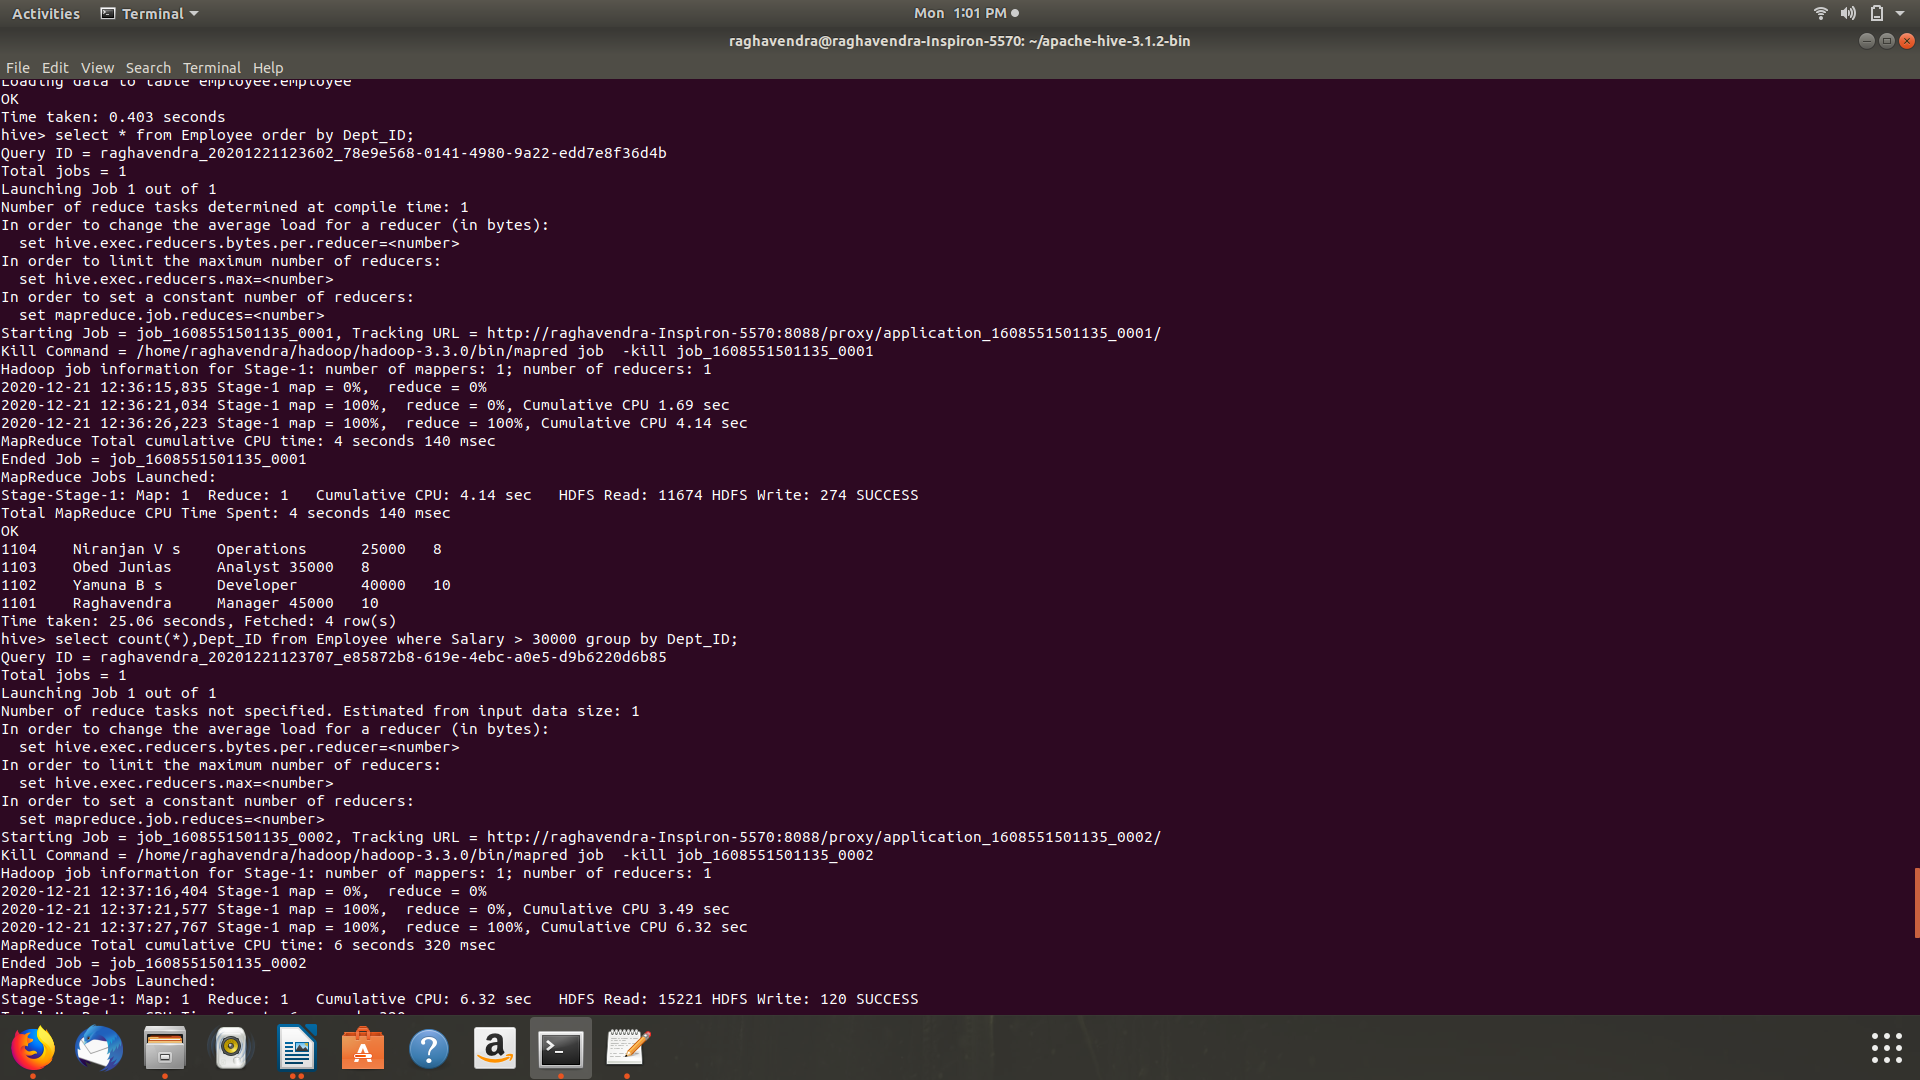 Activities Terminal Mon 1:01 PM
raghavendra@raghavendra-Inspiron-5570: ~/apache-hive-3.1.2-bin
File Edit View Search Terminal Help
Loading data to table employee.employee
OK
Time taken: 0.403 seconds
hive> select * from Employee order by Dept_ID;
Query ID = raghavendra_20201221123602_78e9e568-0141-4980-9a22-edd7e8f36d4b
Total jobs = 1
Launching Job 1 out of 1
Number of reduce tasks determined at compile time: 1
In order to change the average load for a reducer (in bytes):
  set hive.exec.reducers.bytes.per.reducer=<number>
In order to limit the maximum number of reducers:
  set hive.exec.reducers.max=<number>
In order to set a constant number of reducers:
  set mapreduce.job.reduces=<number>
Starting Job = job_1608551501135_0001, Tracking URL = http://raghavendra-Inspiron-5570:8088/proxy/application_1608551501135_0001/
Kill Command = /home/raghavendra/hadoop/hadoop-3.3.0/bin/mapred job  -kill job_1608551501135_0001
Hadoop job information for Stage-1: number of mappers: 1; number of reducers: 1
2020-12-21 12:36:15,835 Stage-1 map = 0%,  reduce = 0%
2020-12-21 12:36:21,034 Stage-1 map = 100%,  reduce = 0%, Cumulative CPU 1.69 sec
2020-12-21 12:36:26,223 Stage-1 map = 100%,  reduce = 100%, Cumulative CPU 4.14 sec
MapReduce Total cumulative CPU time: 4 seconds 140 msec
Ended Job = job_1608551501135_0001
MapReduce Jobs Launched:
Stage-Stage-1: Map: 1  Reduce: 1   Cumulative CPU: 4.14 sec   HDFS Read: 11674 HDFS Write: 274 SUCCESS
Total MapReduce CPU Time Spent: 4 seconds 140 msec
OK
1104    Niranjan V s    Operations      25000   8
1103    Obed Junias     Analyst 35000   8
1102    Yamuna B s      Developer       40000   10
1101    Raghavendra     Manager 45000   10
Time taken: 25.06 seconds, Fetched: 4 row(s)
hive> select count(*),Dept_ID from Employee where Salary > 30000 group by Dept_ID;
Query ID = raghavendra_20201221123707_e85872b8-619e-4ebc-a0e5-d9b6220d6b85
Total jobs = 1
Launching Job 1 out of 1
Number of reduce tasks not specified. Estimated from input data size: 1
In order to change the average load for a reducer (in bytes):
  set hive.exec.reducers.bytes.per.reducer=<number>
In order to limit the maximum number of reducers:
  set hive.exec.reducers.max=<number>
In order to set a constant number of reducers:
  set mapreduce.job.reduces=<number>
Starting Job = job_1608551501135_0002, Tracking URL = http://raghavendra-Inspiron-5570:8088/proxy/application_1608551501135_0002/
Kill Command = /home/raghavendra/hadoop/hadoop-3.3.0/bin/mapred job  -kill job_1608551501135_0002
Hadoop job information for Stage-1: number of mappers: 1; number of reducers: 1
2020-12-21 12:37:16,404 Stage-1 map = 0%,  reduce = 0%
2020-12-21 12:37:21,577 Stage-1 map = 100%,  reduce = 0%, Cumulative CPU 3.49 sec
2020-12-21 12:37:27,767 Stage-1 map = 100%,  reduce = 100%, Cumulative CPU 6.32 sec
MapReduce Total cumulative CPU time: 6 seconds 320 msec
Ended Job = job_1608551501135_0002
MapReduce Jobs Launched:
Stage-Stage-1: Map: 1  Reduce: 1   Cumulative CPU: 6.32 sec   HDFS Read: 15221 HDFS Write: 120 SUCCESS